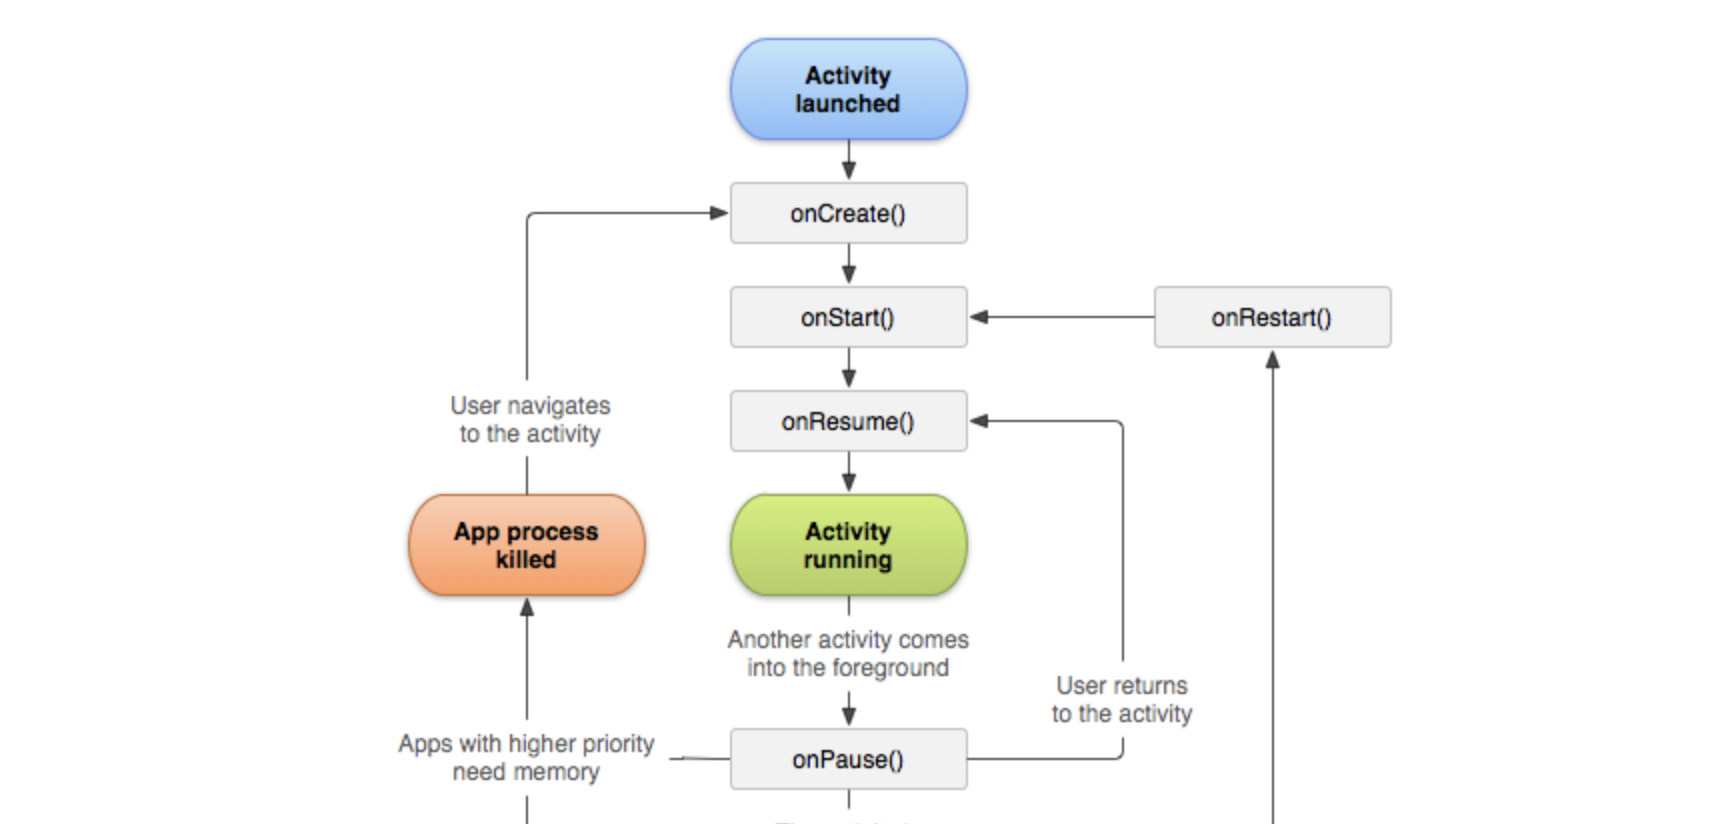 Activity
launched
onCreate()
onStart()
onRestart()
onResume()
User navigates
to the activity
App process
killed
Activity
running
Another activity comes
into the foreground
User returns
to the activity
Apps with higher priority
need memory
onPause()